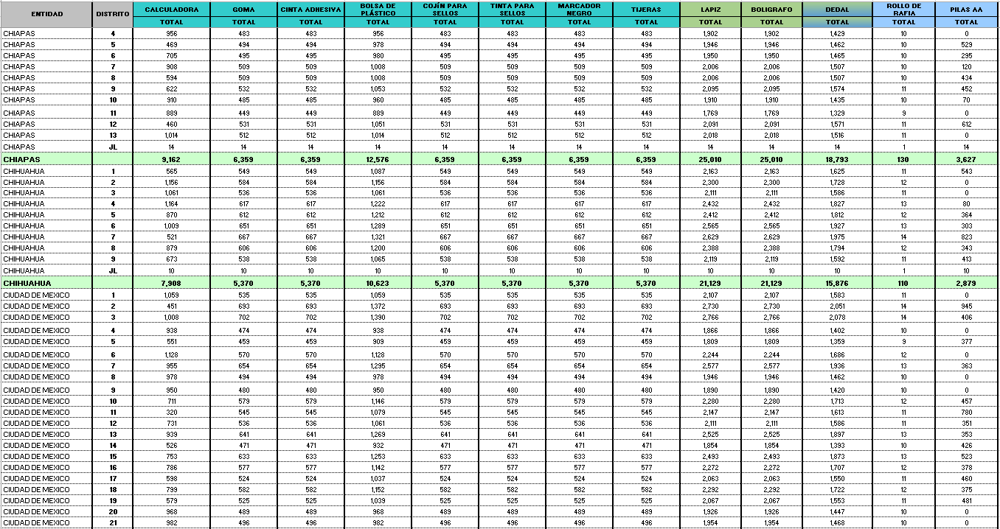 ENTIDAD DISTRITO CALCULADORA GOMA CINTA ADHESIVA BOLSA DE PLÁSTICO COJÍN PARA SELLOS TINTA PARA SELLOS MARCADOR NEGRO TIJERAS LAPIZ BOLIGRAFO DEDAL ROLLO DE RAFIA PILAS AA
TOTAL TOTAL TOTAL TOTAL TOTAL TOTAL TOTAL TOTAL TOTAL TOTAL TOTAL TOTAL TOTAL
CHIAPAS 4 956 483 483 956 483 483 483 483 1,902 1,902 1,429 10 0
CHIAPAS 5 469 494 494 978 494 494 494 494 1,946 1,946 1,462 10 529
CHIAPAS 6 705 495 495 980 495 495 495 495 1,950 1,950 1,465 10 295
CHIAPAS 7 908 509 509 1,008 509 509 509 509 2,006 2,006 1,507 10 120
CHIAPAS 8 594 509 509 1,008 509 509 509 509 2,006 2,006 1,507 10 434
CHIAPAS 9 622 532 532 1,053 532 532 532 532 2,095 2,095 1,574 11 452
CHIAPAS 10 910 485 485 960 485 485 485 485 1,910 1,910 1,435 10 70
CHIAPAS 11 889 449 449 889 449 449 449 449 1,769 1,769 1,329 9 0
CHIAPAS 12 460 531 531 1,051 531 531 531 531 2,091 2,091 1,571 11 612
CHIAPAS 13 1,014 512 512 1,014 512 512 512 512 2,018 2,018 1,516 11 0
CHIAPAS JL 14 14 14 14 14 14 14 14 14 14 14 1 14
CHIAPAS 9,162 6,359 6,359 12,576 6,359 6,359 6,359 6,359 25,010 25,010 18,793 130 3,627
CHIHUAHUA 1 565 549 549 1,087 549 549 549 549 2,163 2,163 1,625 11 543
CHIHUAHUA 2 1,156 584 584 1,156 584 584 584 584 2,300 2,300 1,728 12 0
CHIHUAHUA 3 1,061 536 536 1,061 536 536 536 536 2,111 2,111 1,586 11 0
CHIHUAHUA 4 1,164 617 617 1,222 617 617 617 617 2,432 2,432 1,827 13 80
CHIHUAHUA 5 870 612 612 1,212 612 612 612 612 2,412 2,412 1,812 12 364
CHIHUAHUA 6 1,009 651 651 1,289 651 651 651 651 2,565 2,565 1,927 13 303
CHIHUAHUA 7 521 667 667 1,321 667 667 667 667 2,629 2,629 1,975 14 823
CHIHUAHUA 8 879 606 606 1,200 606 606 606 606 2,388 2,388 1,794 12 343
CHIHUAHUA 9 673 538 538 1,065 538 538 538 538 2,119 2,119 1,592 11 413
CHIHUAHUA JL 10 10 10 10 10 10 10 10 10 10 10 1 10
CHIHUAHUA 7,908 5,370 5,370 10,623 5,370 5,370 5,370 5,370 21,129 21,129 15,876 110 2,879
CIUDAD DE MEXICO 1 1,059 535 535 1,059 535 535 535 535 2,107 2,107 1,583 11 0
CIUDAD DE MEXICO 2 451 693 693 1,372 693 693 693 693 2,730 2,730 2,051 14 945
CIUDAD DE MEXICO 3 1,008 702 702 1,390 702 702 702 702 2,766 2,766 2,078 14 406
CIUDAD DE MEXICO 4 938 474 474 938 474 474 474 474 1,866 1,866 1,402 10 0
CIUDAD DE MEXICO 5 551 459 459 909 459 459 459 459 1,809 1,809 1,359 9 377
CIUDAD DE MEXICO 6 1,128 570 570 1,128 570 570 570 570 2,244 2,244 1,686 12 0
CIUDAD DE MEXICO 7 955 654 654 1,295 654 654 654 654 2,577 2,577 1,936 13 363
CIUDAD DE MEXICO 8 978 494 494 978 494 494 494 494 1,946 1,946 1,462 10 0
CIUDAD DE MEXICO 9 950 480 480 950 480 480 480 480 1,890 1,890 1,420 10 0
CIUDAD DE MEXICO 10 711 579 579 1,146 579 579 579 579 2,280 2,280 1,713 12 457
CIUDAD DE MEXICO 11 320 545 545 1,079 545 545 545 545 2,147 2,147 1,613 11 780
CIUDAD DE MEXICO 12 731 536 536 1,061 536 536 536 536 2,111 2,111 1,586 11 351
CIUDAD DE MEXICO 13 939 641 641 1,269 641 641 641 641 2,525 2,525 1,897 13 353
CIUDAD DE MEXICO 14 526 471 471 932 471 471 471 471 1,854 1,854 1,393 10 426
CIUDAD DE MEXICO 15 753 633 633 1,253 633 633 633 633 2,493 2,493 1,873 13 523
CIUDAD DE MEXICO 16 786 577 577 1,142 577 577 577 577 2,272 2,272 1,707 12 378
CIUDAD DE MEXICO 17 598 524 524 1,037 524 524 524 524 2,063 2,063 1,550 11 460
CIUDAD DE MEXICO 18 799 582 582 1,152 582 582 582 582 2,292 2,292 1,722 12 375
CIUDAD DE MEXICO 19 579 525 525 1,039 525 525 525 525 2,067 2,067 1,553 11 481
CIUDAD DE MEXICO 20 968 489 489 968 489 489 489 489 1,926 1,926 1,447 10 0
CIUDAD DE MEXICO 21 982 496 496 982 496 496 496 496 1,954 1,954 1,468 10 0